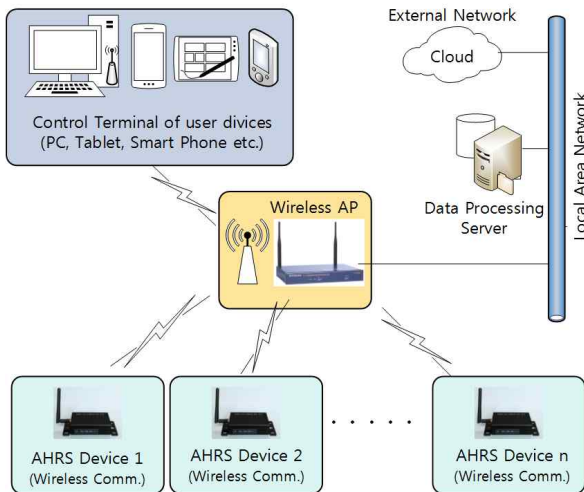 External Network
Cloud
Control Terminal of user divices
(PC, Tablet, Smart Phone etc.)
Local Area Network
Data Processing
Server
Wireless AP
AHRS Device 1
(Wireless Comm.)
AHRS Device 2
(Wireless Comm.)
. . . . .
AHRS Device n
(Wireless Comm.)